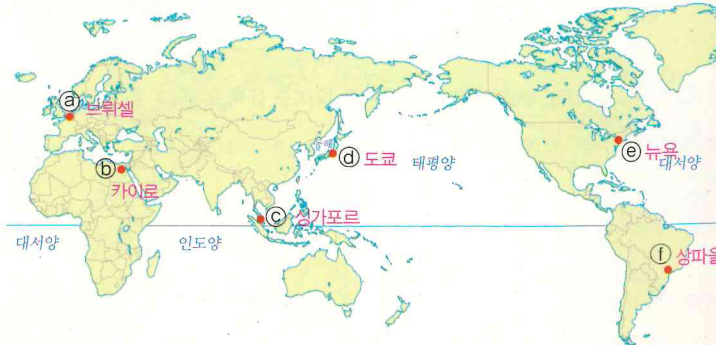 ⓐ 브뤼셀
ⓑ
카이로
동해
ⓓ 도쿄
태평양
ⓔ 뉴욕
대서양
ⓒ 싱가포르
대서양
인도양
ⓕ 상파울